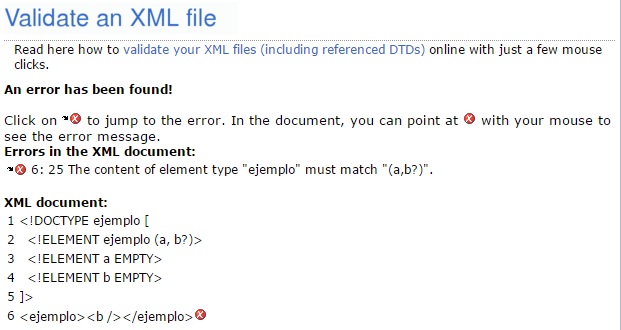 Validate an XML file
Read here how to validate your XML files (including referenced DTDs) online with just a few mouse
clicks.
An error has been found!
Click on to jump to the error. In the document, you can point at with your mouse to
see the error message.
Errors in the XML document:
6: 25 The content of element type "ejemplo" must match "(a,b?)".
XML document:
1 <!DOCTYPE ejemplo [
2 <!ELEMENT ejemplo (a, b?)>
3 <!ELEMENT a EMPTY>
4 <!ELEMENT b EMPTY>
5 ]>
6 <ejemplo><b /></ejemplo>